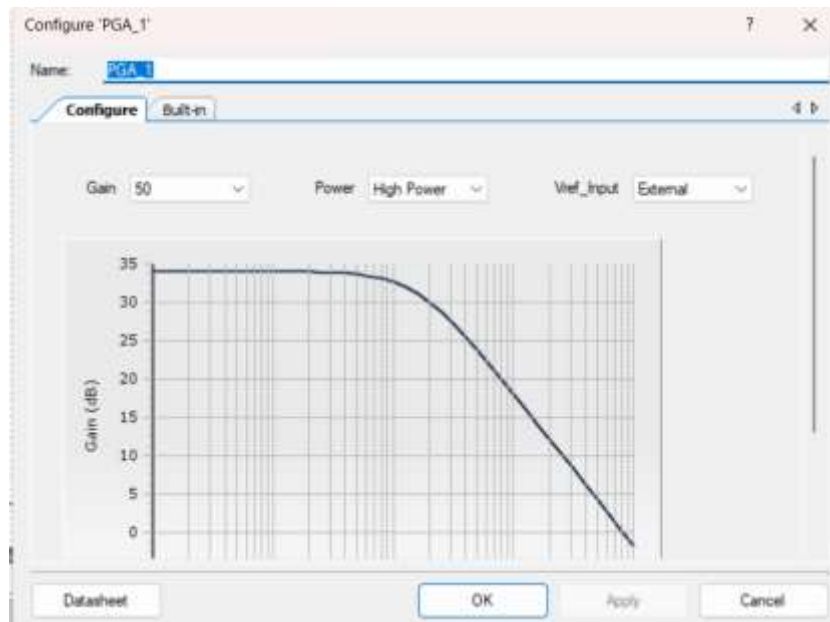 Configure 'PGA_1'
?
Name: PGA_1
Configure Built-in
Gain 50 Power High Power Vref_Input External
35
30
25
20
15
10
5
0
Gain (dB)
Datasheet OK Apply Cancel